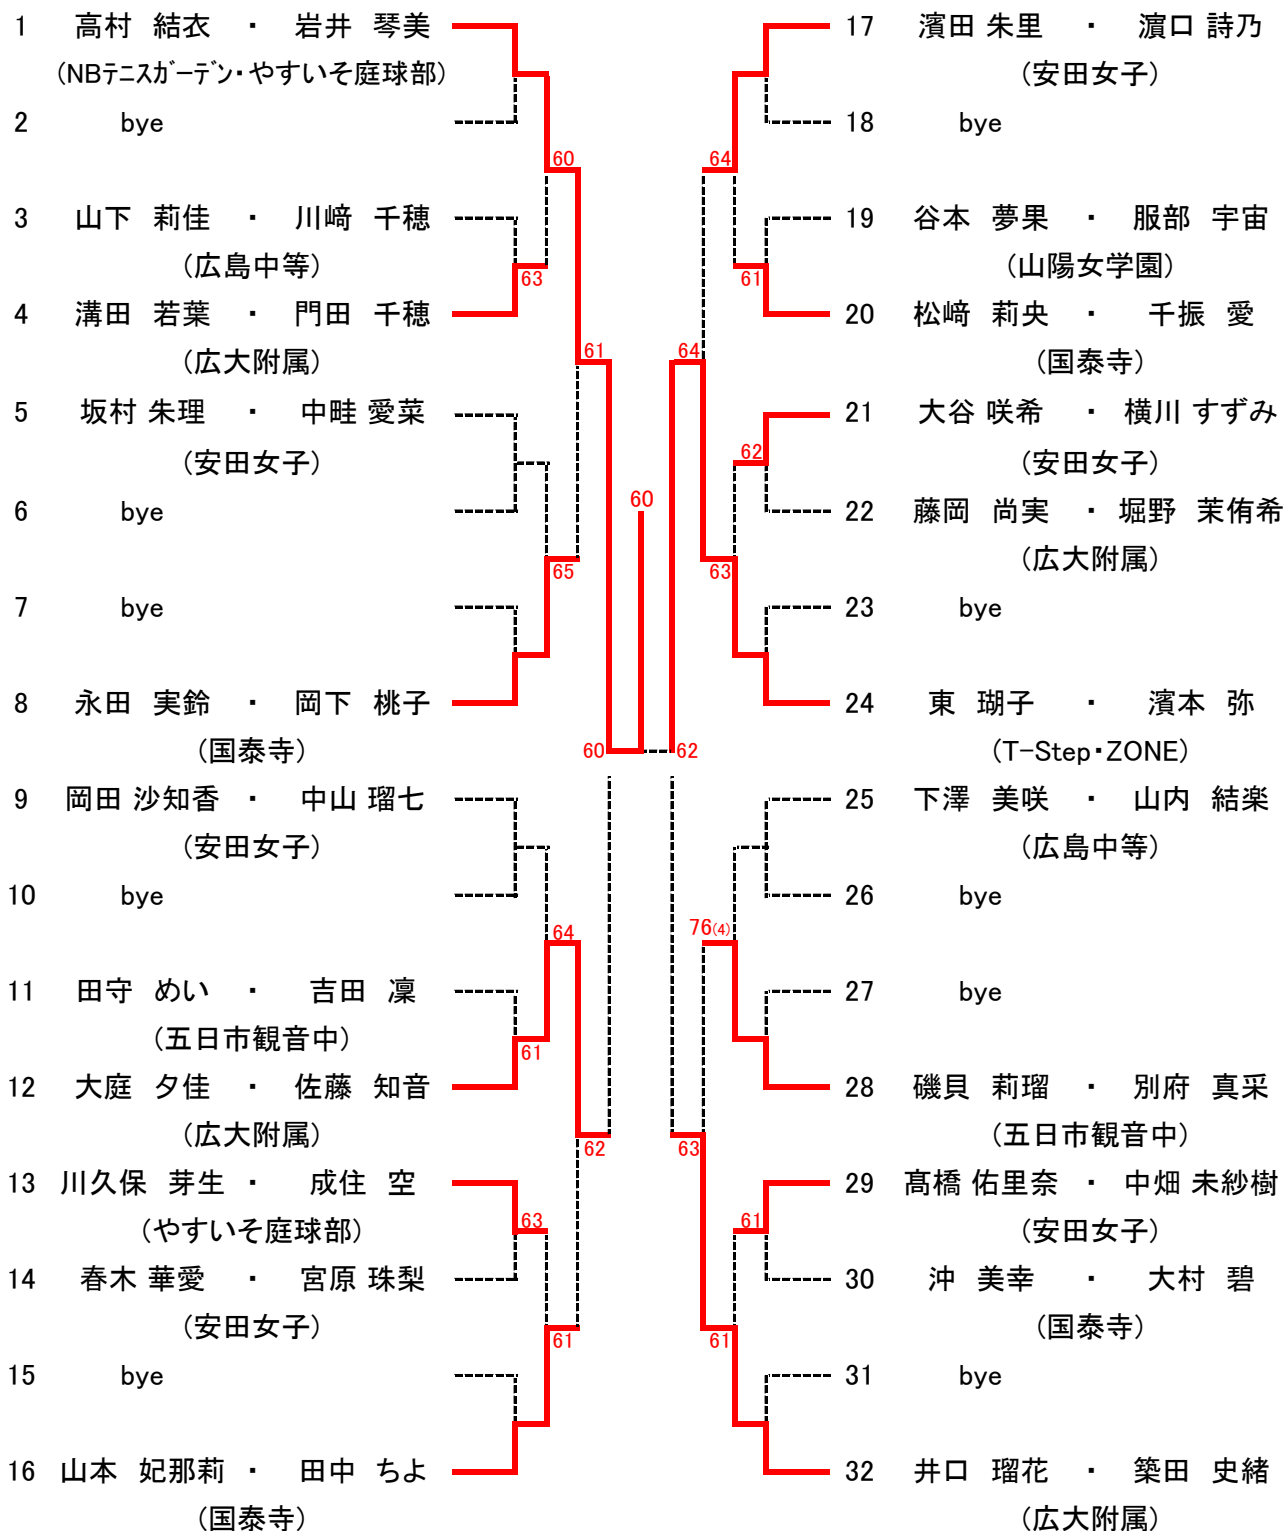 1 高村 結衣 ・ 岩井 琴美
(NBテニスガーデン・やすいそ庭球部)
2 bye
60
3 山下 莉佳 ・ 川﨑 千穂
(広島中等)
63
4 溝田 若葉 ・ 門田 千穂
(広大附属)
61
5 坂村 朱理 ・ 中畦 愛菜
(安田女子)
6 bye
65
7 bye
8 永田 実鈴 ・ 岡下 桃子
(国泰寺)
60
9 岡田 沙知香 ・ 中山 瑠七
(安田女子)
10 bye
64
11 田守 めい ・ 吉田 凜
(五日市観音中)
61
12 大庭 夕佳 ・ 佐藤 知音
(広大附属)
62
13 川久保 芽生 ・ 成住 空
(やすいそ庭球部)
63
14 春木 華愛 ・ 宮原 珠梨
(安田女子)
61
15 bye
16 山本 妃那莉 ・ 田中 ちよ
(国泰寺)
60
17 濱田 朱里 ・ 濵口 詩乃
(安田女子)
18 bye
64
19 谷本 夢果 ・ 服部 宇宙
(山陽女学園)
61
20 松﨑 莉央 ・ 千振 愛
(国泰寺)
64
21 大谷 咲希 ・ 横川 すずみ
(安田女子)
62
22 藤岡 尚実 ・ 堀野 茉侑希
(広大附属)
63
23 bye
24 東 瑚子 ・ 濱本 弥
(T-Step・ZONE)
62
25 下澤 美咲 ・ 山内 結楽
(広島中等)
26 bye
76(4)
27 bye
28 磯貝 莉瑠 ・ 別府 真采
(五日市観音中)
63
29 髙橋 佑里奈 ・ 中畑 未紗樹
(安田女子)
61
30 沖 美幸 ・ 大村 碧
(国泰寺)
61
31 bye
32 井口 瑠花 ・ 築田 史緒
(広大附属)